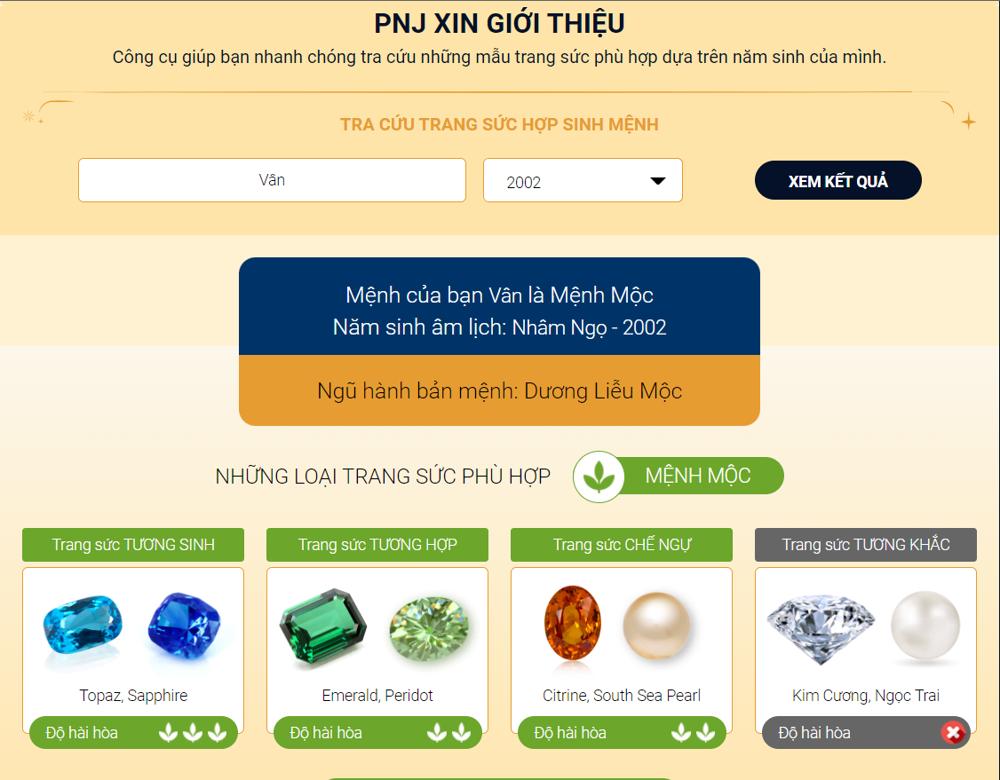 PNJ XIN GIỚI THIỆU
Công cụ giúp bạn nhanh chóng tra cứu những mẫu trang sức phù hợp dựa trên năm sinh của mình.
TRA CỨU TRANG SỨC HỢP SINH MỆNH
Vân
2002
XEM KẾT QUẢ
Mệnh của bạn Vân là Mệnh Mộc
Năm sinh âm lịch: Nhâm Ngọ - 2002
Ngũ hành bản mệnh: Dương Liễu Mộc
NHỮNG LOẠI TRANG SỨC PHÙ HỢP
MỆNH MỘC
Trang sức TƯƠNG SINH
Topaz, Sapphire
Độ hài hòa
Trang sức TƯƠNG HỢP
Emerald, Peridot
Độ hài hòa
Trang sức CHẾ NGỰ
Citrine, South Sea Pearl
Độ hài hòa
Trang sức TƯƠNG KHẮC
Kim Cương, Ngọc Trai
Độ hài hòa